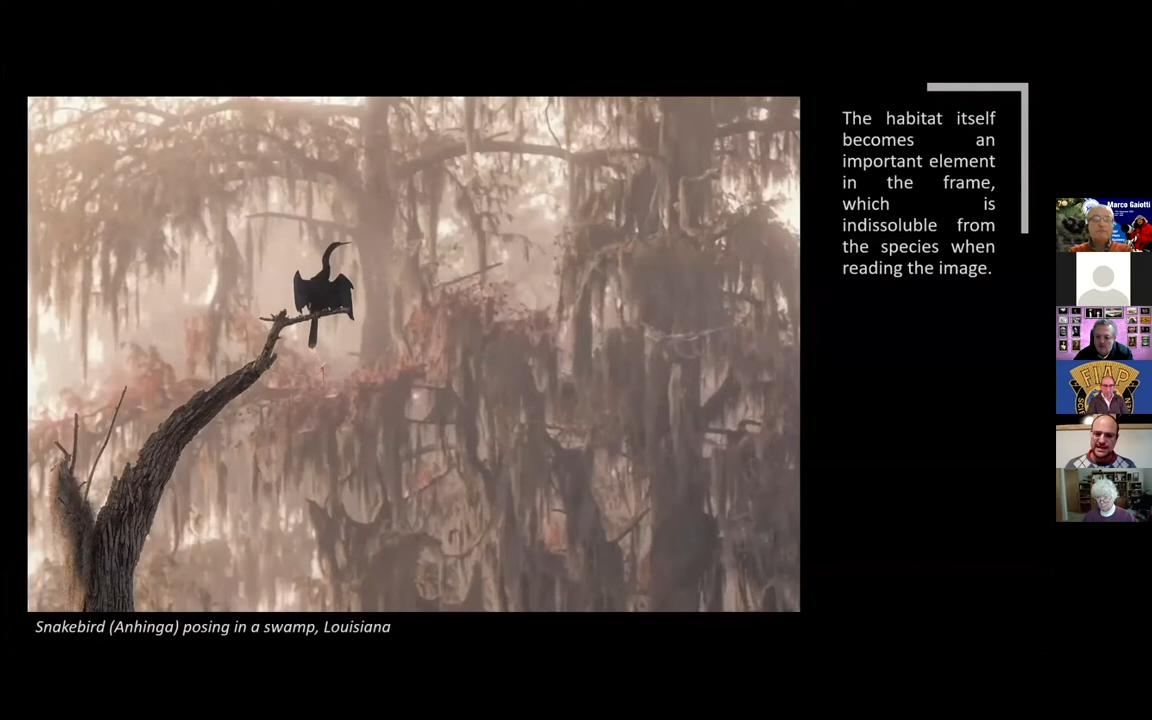 The habitat itself
becomes an
important element
in the frame,
which is
indissoluble from
the species when
reading the image.
Marco Gaiotti
FIAP
Snakebird (Anhinga) posing in a swamp, Louisiana